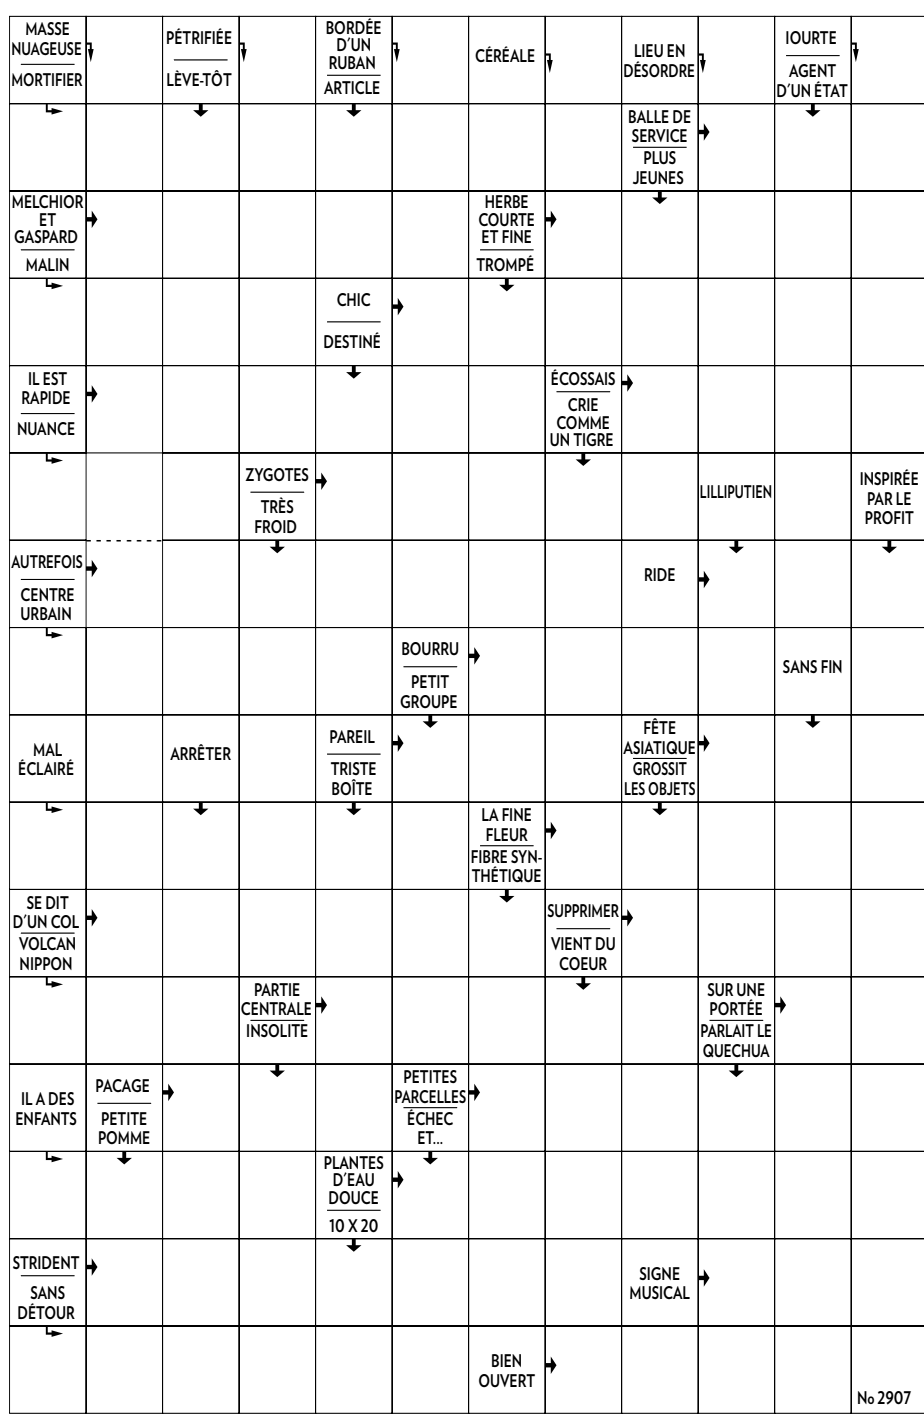 MASSE
NUAGEUSE
MORTIFIER
PÉTRIFIÉE
LÈVE-TÔT
BORDÉE
D'UN
RUBAN
ARTICLE
CÉRÉALE
LIEU EN
DÉSORDRE
IOURTE
AGENT
D'UN ÉTAT
BALLE DE
SERVICE
PLUS
JEUNES
MELCHIOR
ET
GASPARD
MALIN
HERBE
COURTE
ET FINE
TROMPÉ
CHIC
DESTINÉ
IL EST
RAPIDE
NUANCE
ÉCOSSAIS
CRIE
COMME
UN TIGRE
ZYGOTES
TRÈS
FROID
LILLIPUTIEN
INSPIRÉE
PAR LE
PROFIT
AUTREFOIS
CENTRE
URBAIN
RIDE
BOURRU
PETIT
GROUPE
SANS FIN
MAL
ÉCLAIRÉ
ARRÊTER
PAREIL
TRISTE
BOÎTE
FÊTE
ASIATIQUE
GROSSIT
LES OBJETS
LA FINE
FLEUR
FIBRE SYN-
THÉTIQUE
SE DIT
D'UN COL
VOLCAN
NIPPON
SUPPRIMER
VIENT DU
COEUR
PARTIE
CENTRALE
INSOLITE
SUR UNE
PORTÉE
PARLAIT LE
QUECHUA
IL A DES
ENFANTS
PACAGE
PETITE
POMME
PETITES
PARCELLES
ÉCHEC
ET...
PLANTES
D'EAU
DOUCE
10 X 20
STRIDENT
SANS
DÉTOUR
SIGNE
MUSICAL
BIEN
OUVERT
No 2907